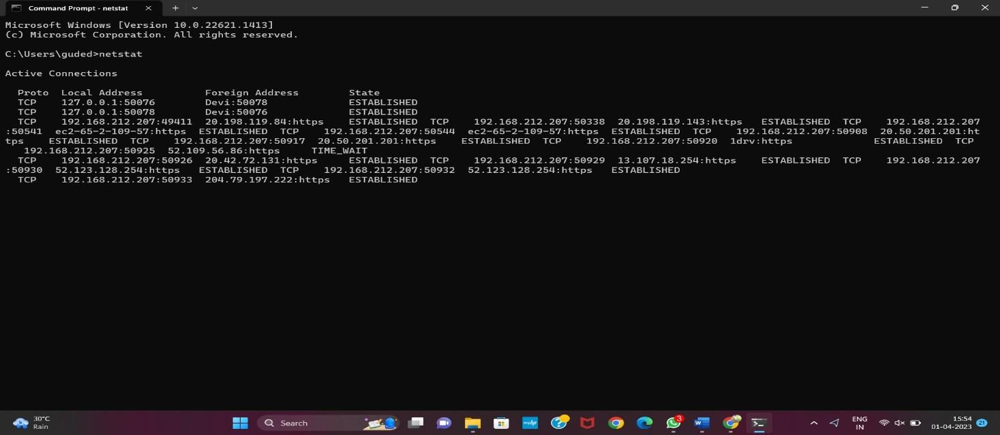 Command Prompt - netstat
Microsoft Windows [Version 10.0.22621.1413]
(c) Microsoft Corporation. All rights reserved.
C:\Users\guded>netstat
Active Connections
Proto Local Address Foreign Address State
TCP 127.0.0.1:50076 Devi:50078 ESTABLISHED
TCP 127.0.0.1:50078 Devi:50076 ESTABLISHED
TCP 192.168.212.207:49411 20.198.119.84:https ESTABLISHED TCP 192.168.212.207:50338 20.198.119.143:https ESTABLISHED TCP 192.168.212.207
:50541 ec2-65-2-109-57:https ESTABLISHED TCP 192.168.212.207:50544 ec2-65-2-109-57:https ESTABLISHED TCP 192.168.212.207:50908 20.50.201.201:ht
tps ESTABLISHED TCP 192.168.212.207:50917 20.50.201.201:https ESTABLISHED TCP 192.168.212.207:50920 1drv:https ESTABLISHED TCP
192.168.212.207:50925 52.109.56.86:https TIME_WAIT
TCP 192.168.212.207:50926 20.42.72.131:https ESTABLISHED TCP 192.168.212.207:50929 13.107.18.254:https ESTABLISHED TCP 192.168.212.207
:50930 52.123.128.254:https ESTABLISHED TCP 192.168.212.207:50932 52.123.128.254:https ESTABLISHED
TCP 192.168.212.207:50933 204.79.197.222:https ESTABLISHED
30°C
Rain
Search
myhp
3
ENG
IN
15:54
01-04-2023
21